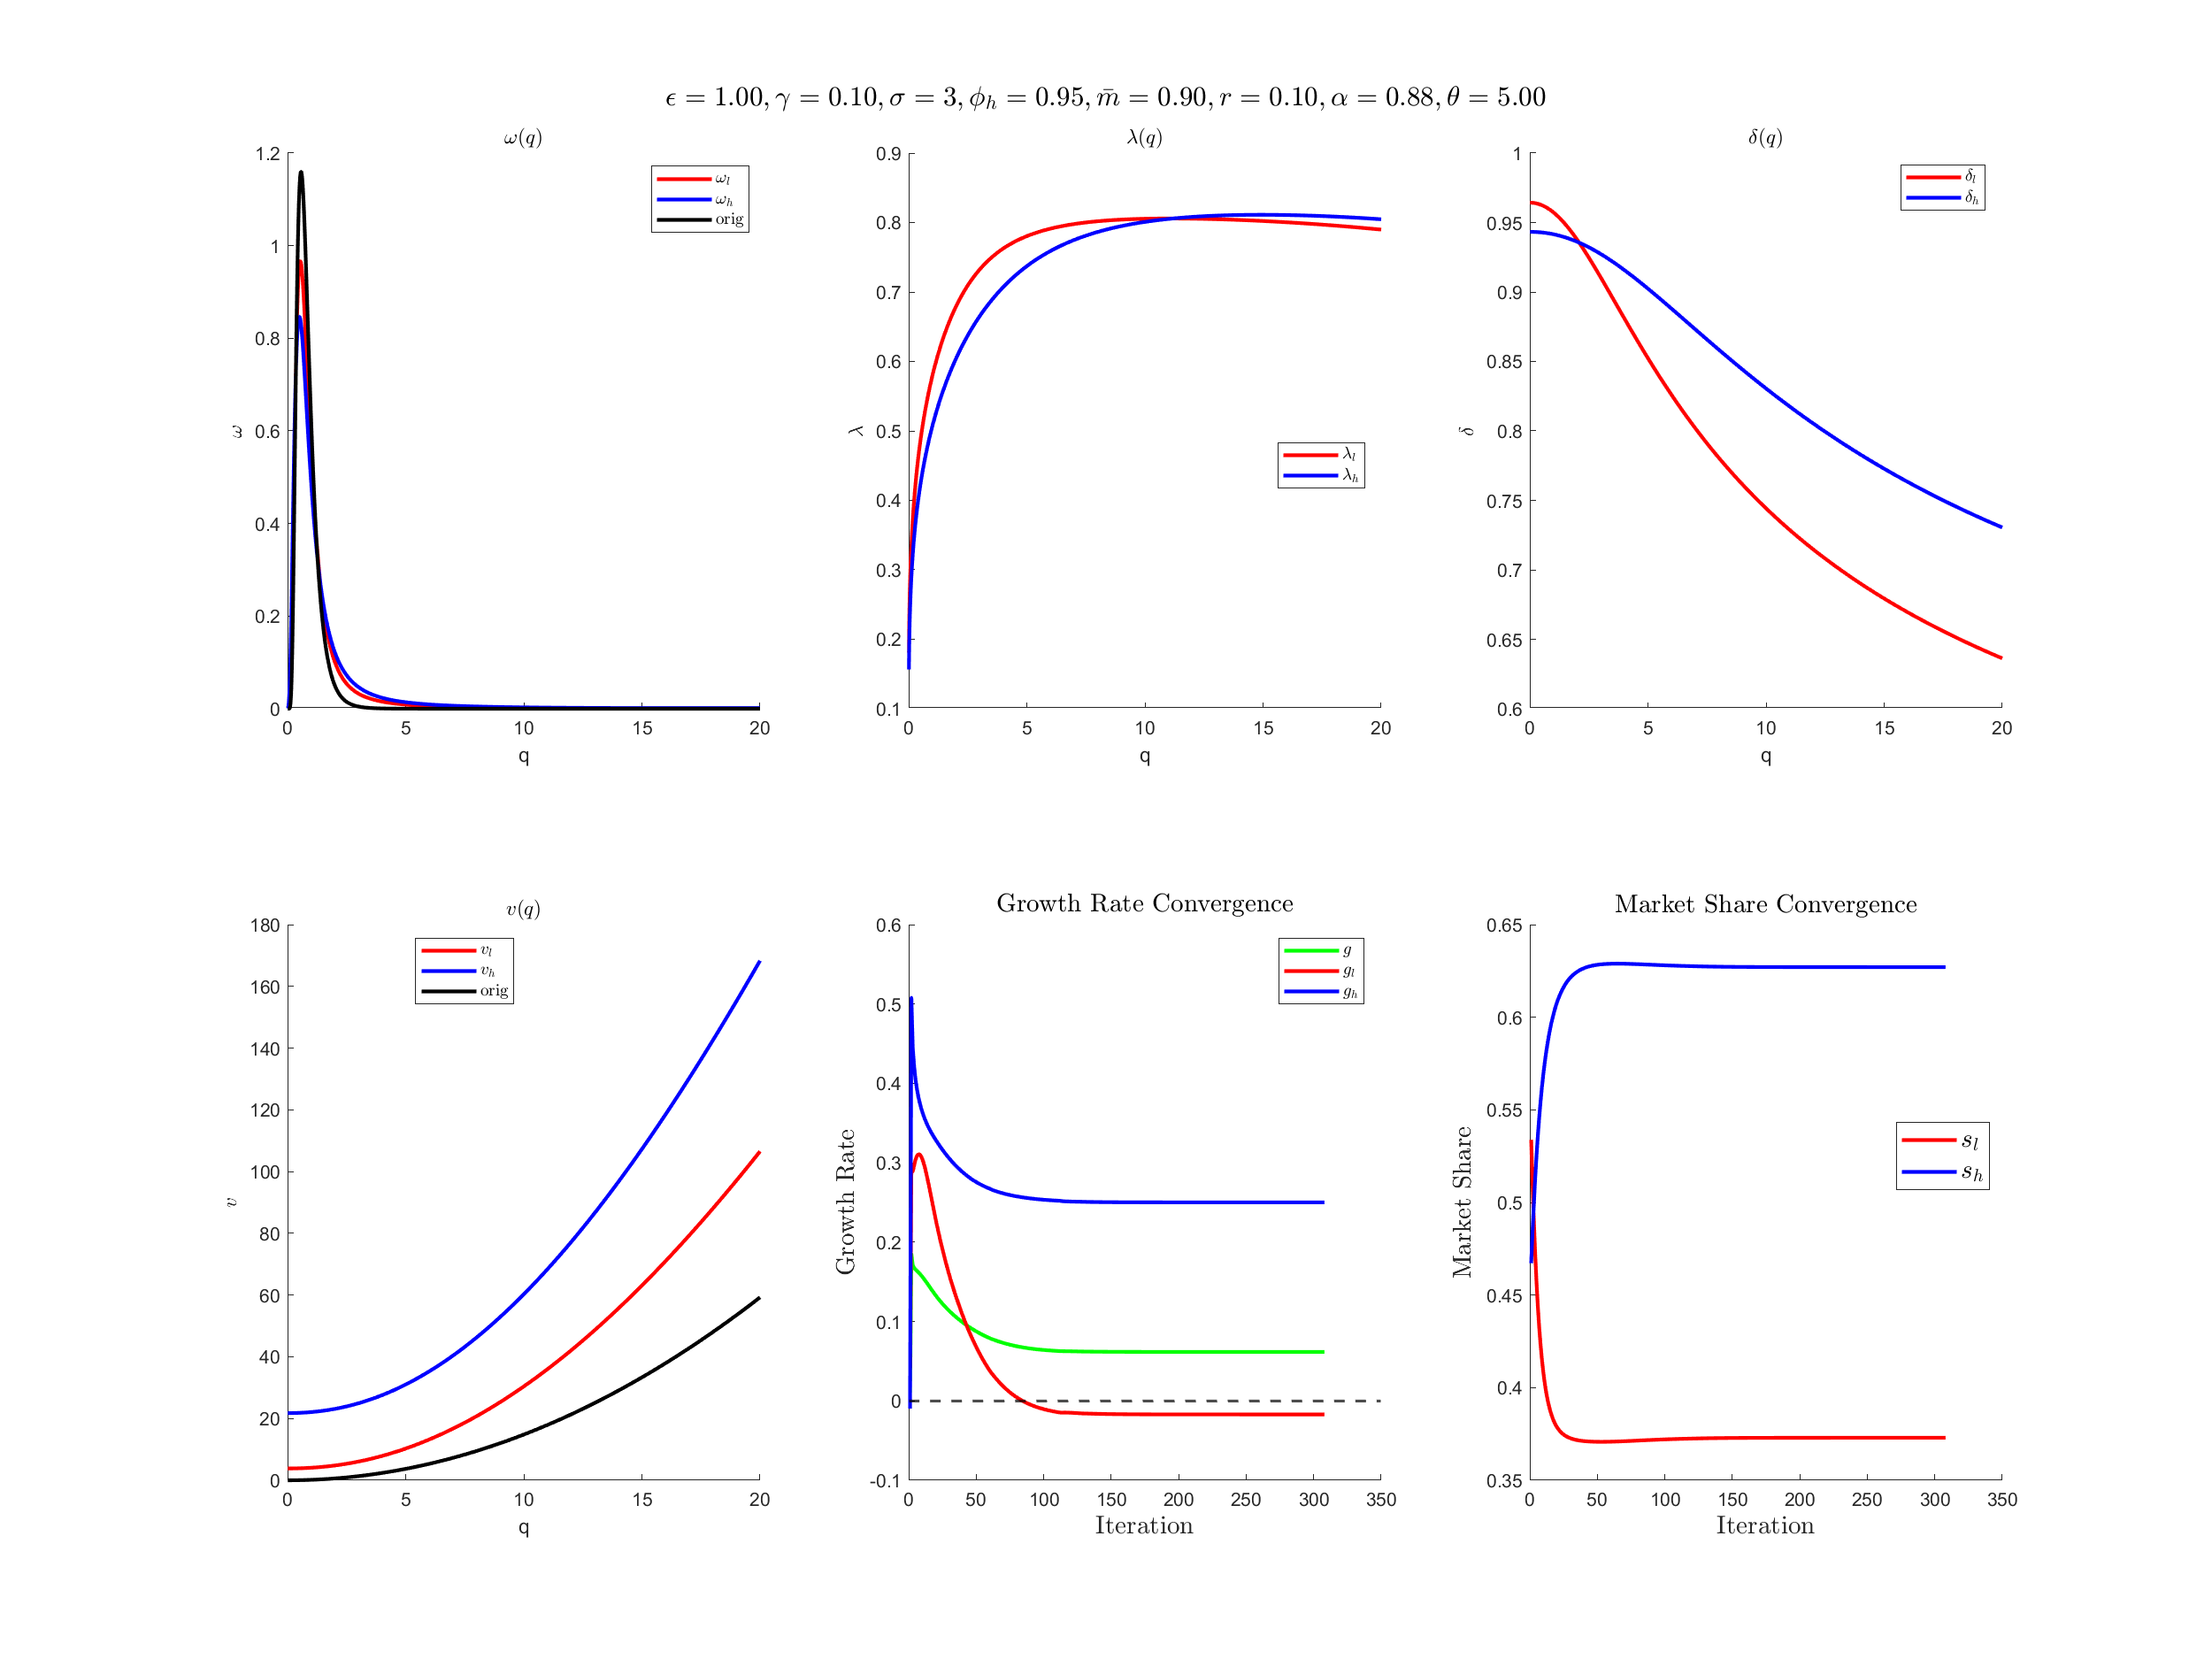 ϵ = 1.00, γ = 0.10, σ = 3, ϕ_h = 0.95, m̄ = 0.90, r = 0.10, α = 0.88, θ = 5.00
ω(q)
1.2
1
0.8
0.6
0.4
0.2
0
ω
0 5 10 15 20
q
ω_l
ω_h
orig
λ(q)
0.9
0.8
0.7
0.6
0.5
0.4
0.3
0.2
0.1
λ
0 5 10 15 20
q
λ_l
λ_h
δ(q)
1
0.95
0.9
0.85
0.8
0.75
0.7
0.65
0.6
δ
0 5 10 15 20
q
δ_l
δ_h
v(q)
180
160
140
120
100
80
60
40
20
0
v
0 5 10 15 20
q
v_l
v_h
orig
Growth Rate Convergence
0.6
0.5
0.4
0.3
0.2
0.1
0
-0.1
Growth Rate
0 50 100 150 200 250 300 350
Iteration
g
g_l
g_h
Market Share Convergence
0.65
0.6
0.55
0.5
0.45
0.4
0.35
Market Share
0 50 100 150 200 250 300 350
Iteration
s_l
s_h